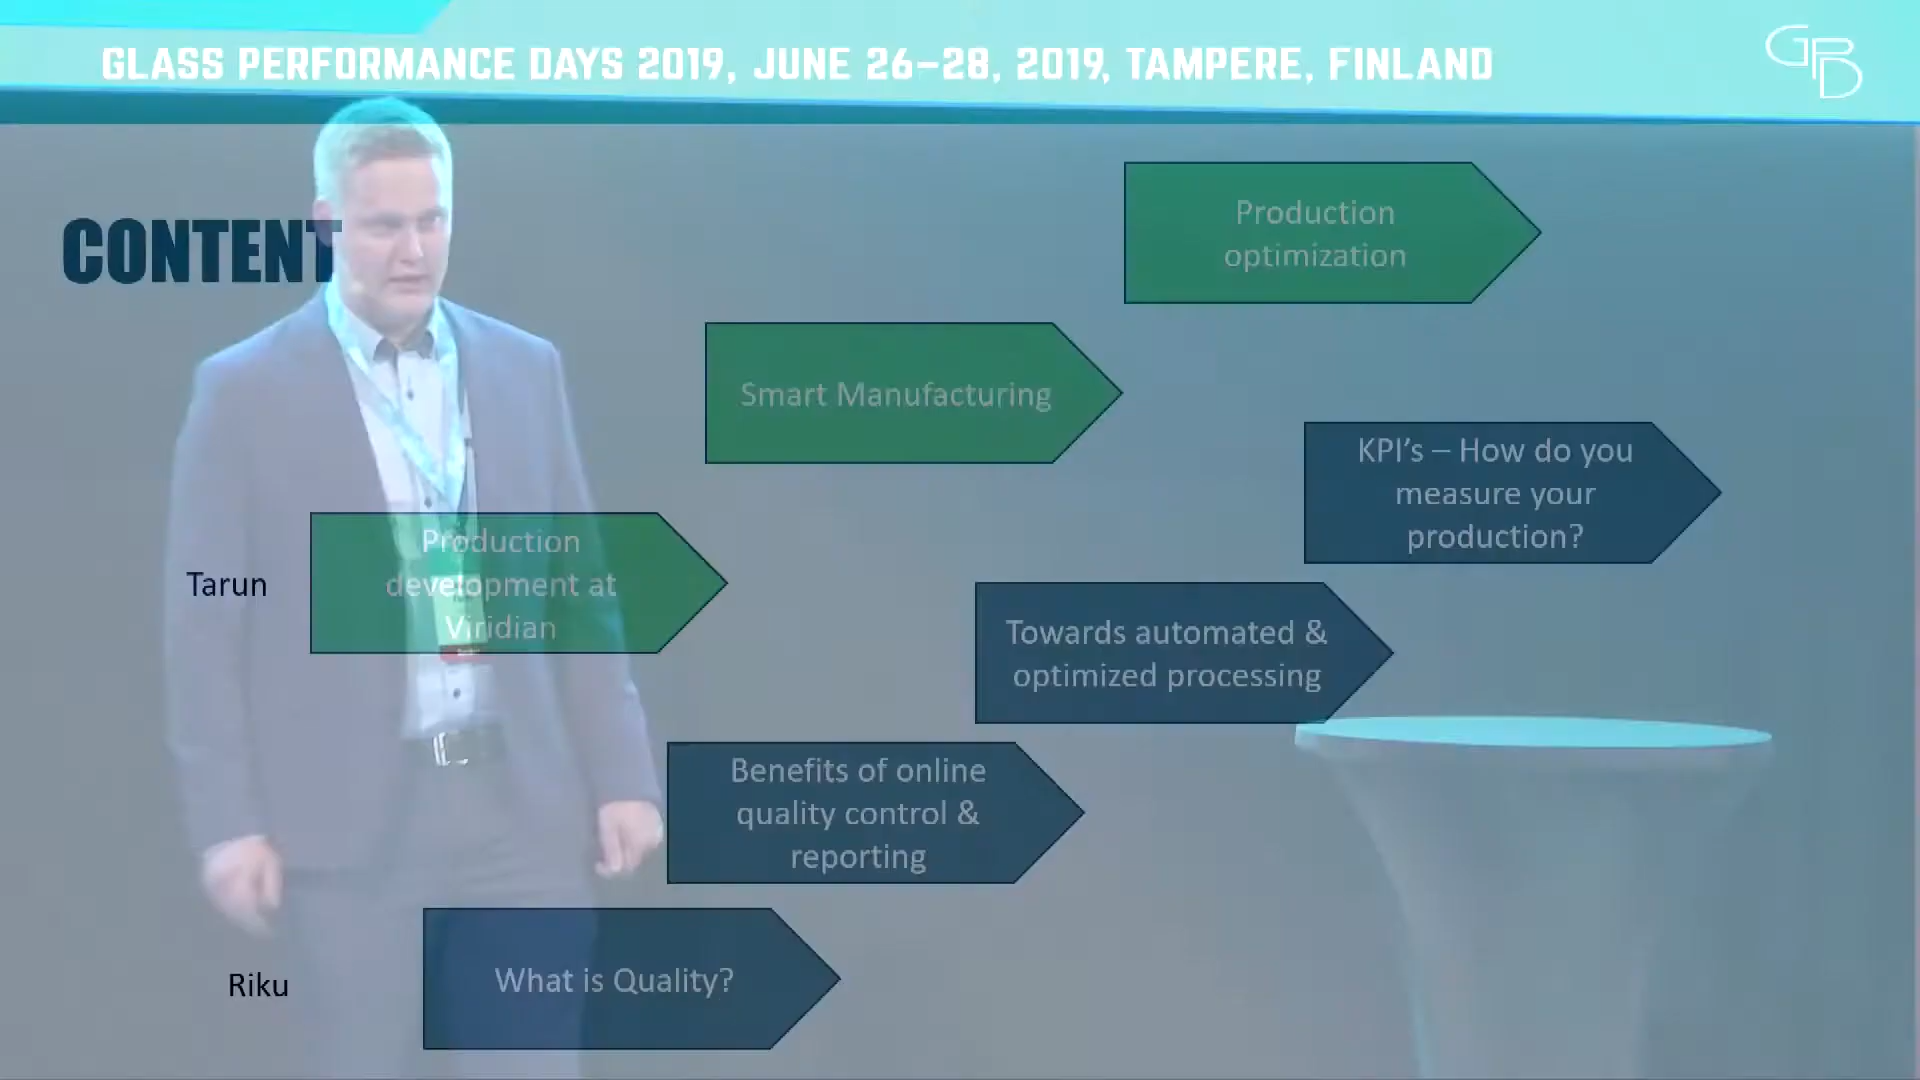 GLASS PERFORMANCE DAYS 2019, JUNE 26–28, 2019, TAMPERE, FINLAND
GPD
CONTENT
Production
optimization
Smart Manufacturing
KPI's – How do you
measure your
production?
Tarun
Production
development at
Viridian
Towards automated &
optimized processing
Benefits of online
quality control &
reporting
Riku
What is Quality?